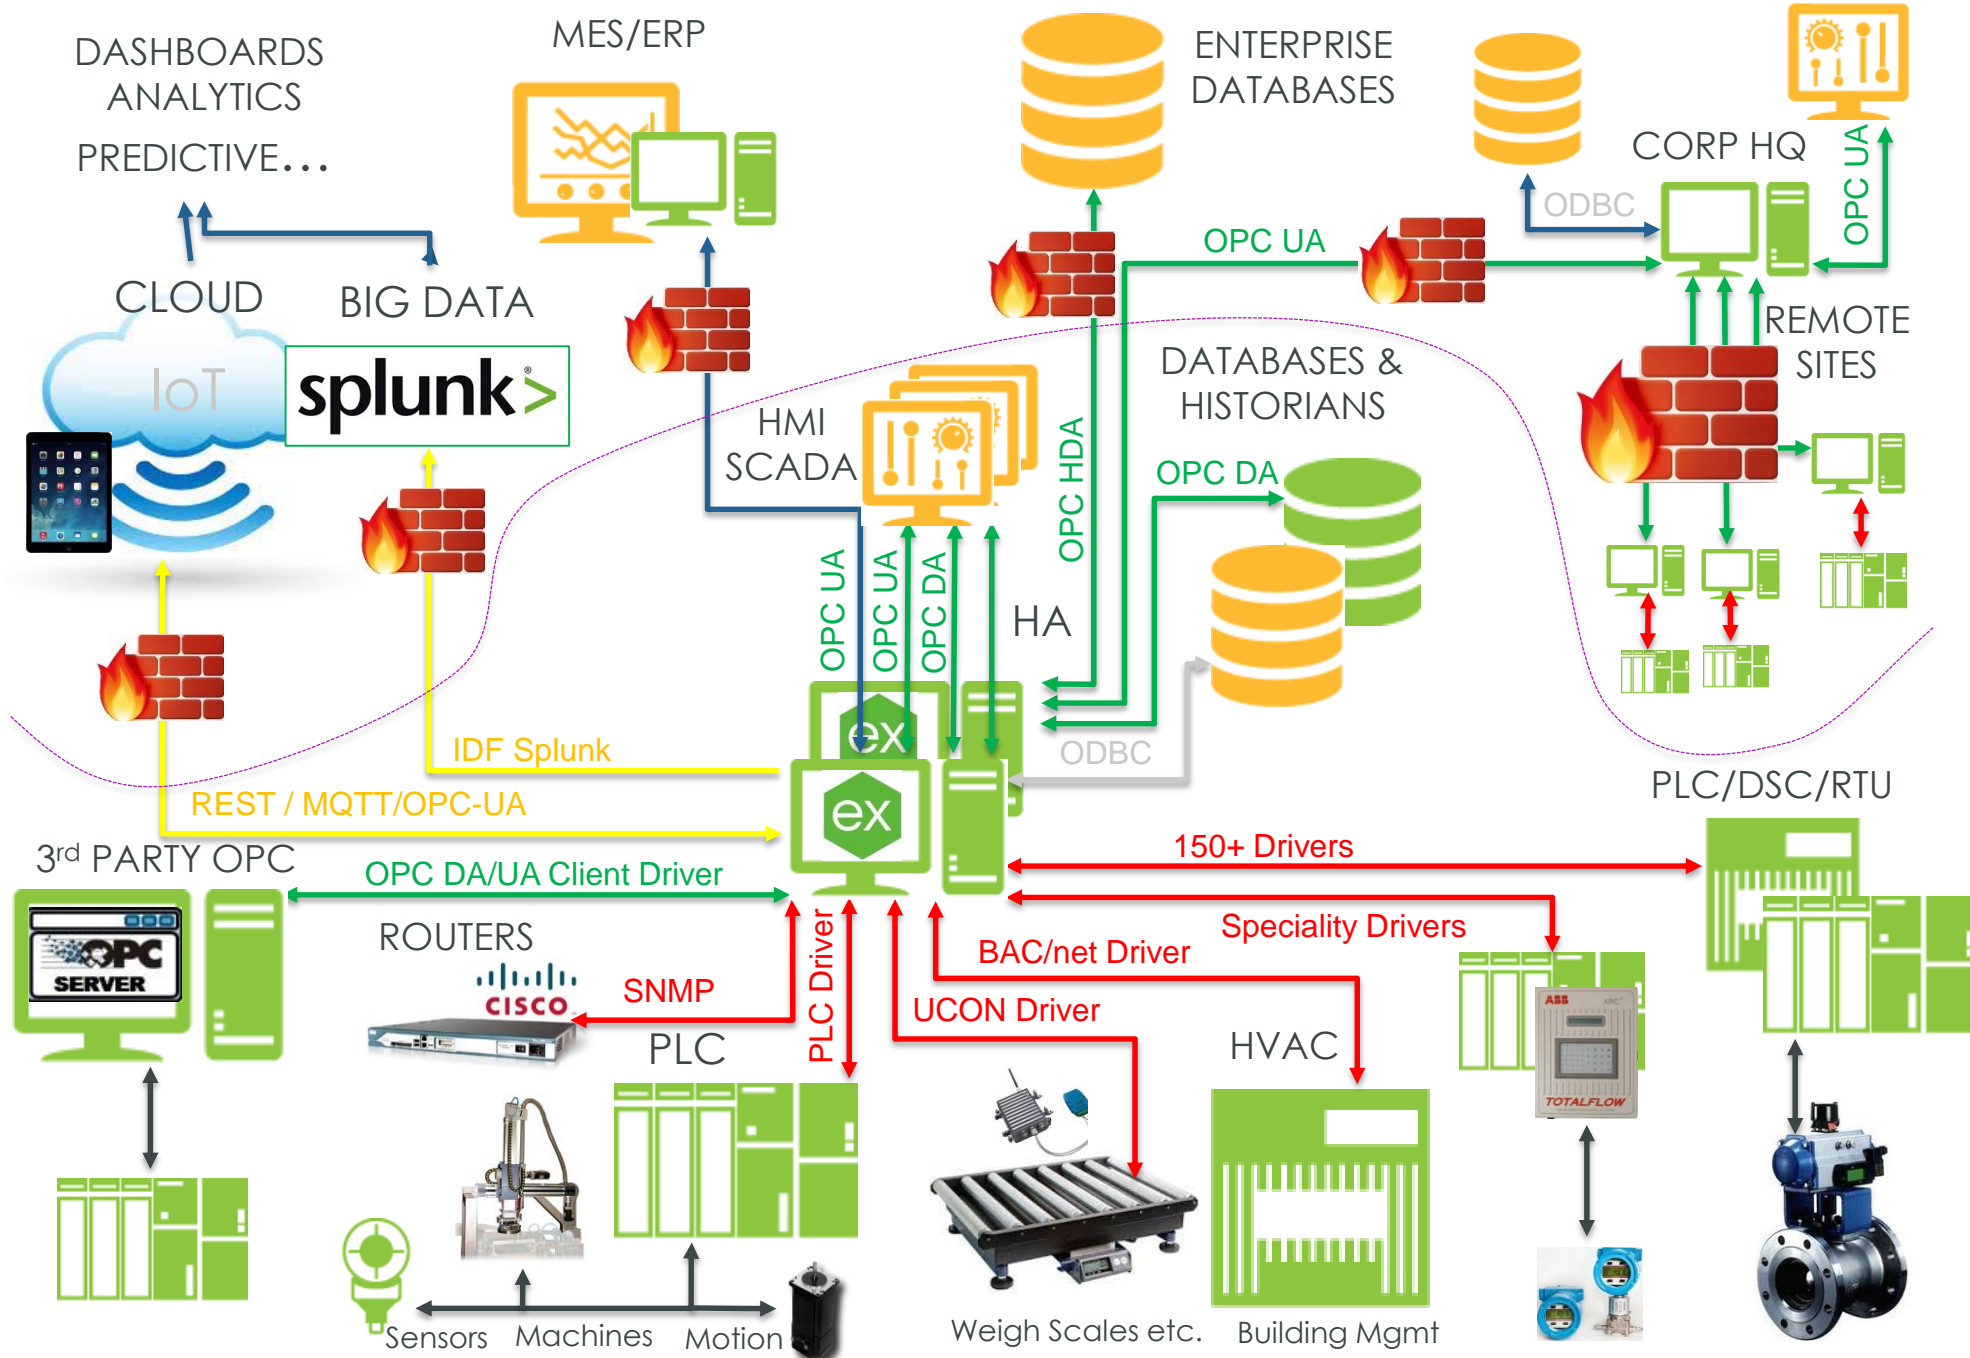 DASHBOARDS
ANALYTICS
PREDICTIVE...
MES/ERP
ENTERPRISE
DATABASES
CORP HQ
OPC UA
ODBC
OPC UA
CLOUD
BIG DATA
IoT
splunk>
REMOTE
SITES
DATABASES &
HISTORIANS
HMI
SCADA
OPC HDA
OPC DA
OPC UA
OPC UA
OPC DA
HA
ex
ex
ODBC
IDF Splunk
REST / MQTT/OPC-UA
PLC/DSC/RTU
3rd PARTY OPC
OPC DA/UA Client Driver
150+ Drivers
Speciality Drivers
OPC
SERVER
ROUTERS
CISCO
SNMP
PLC Driver
BAC/net Driver
UCON Driver
PLC
HVAC
ABB
XRC
TOTALFLOW
Sensors
Machines
Motion
Weigh Scales etc.
Building Mgmt